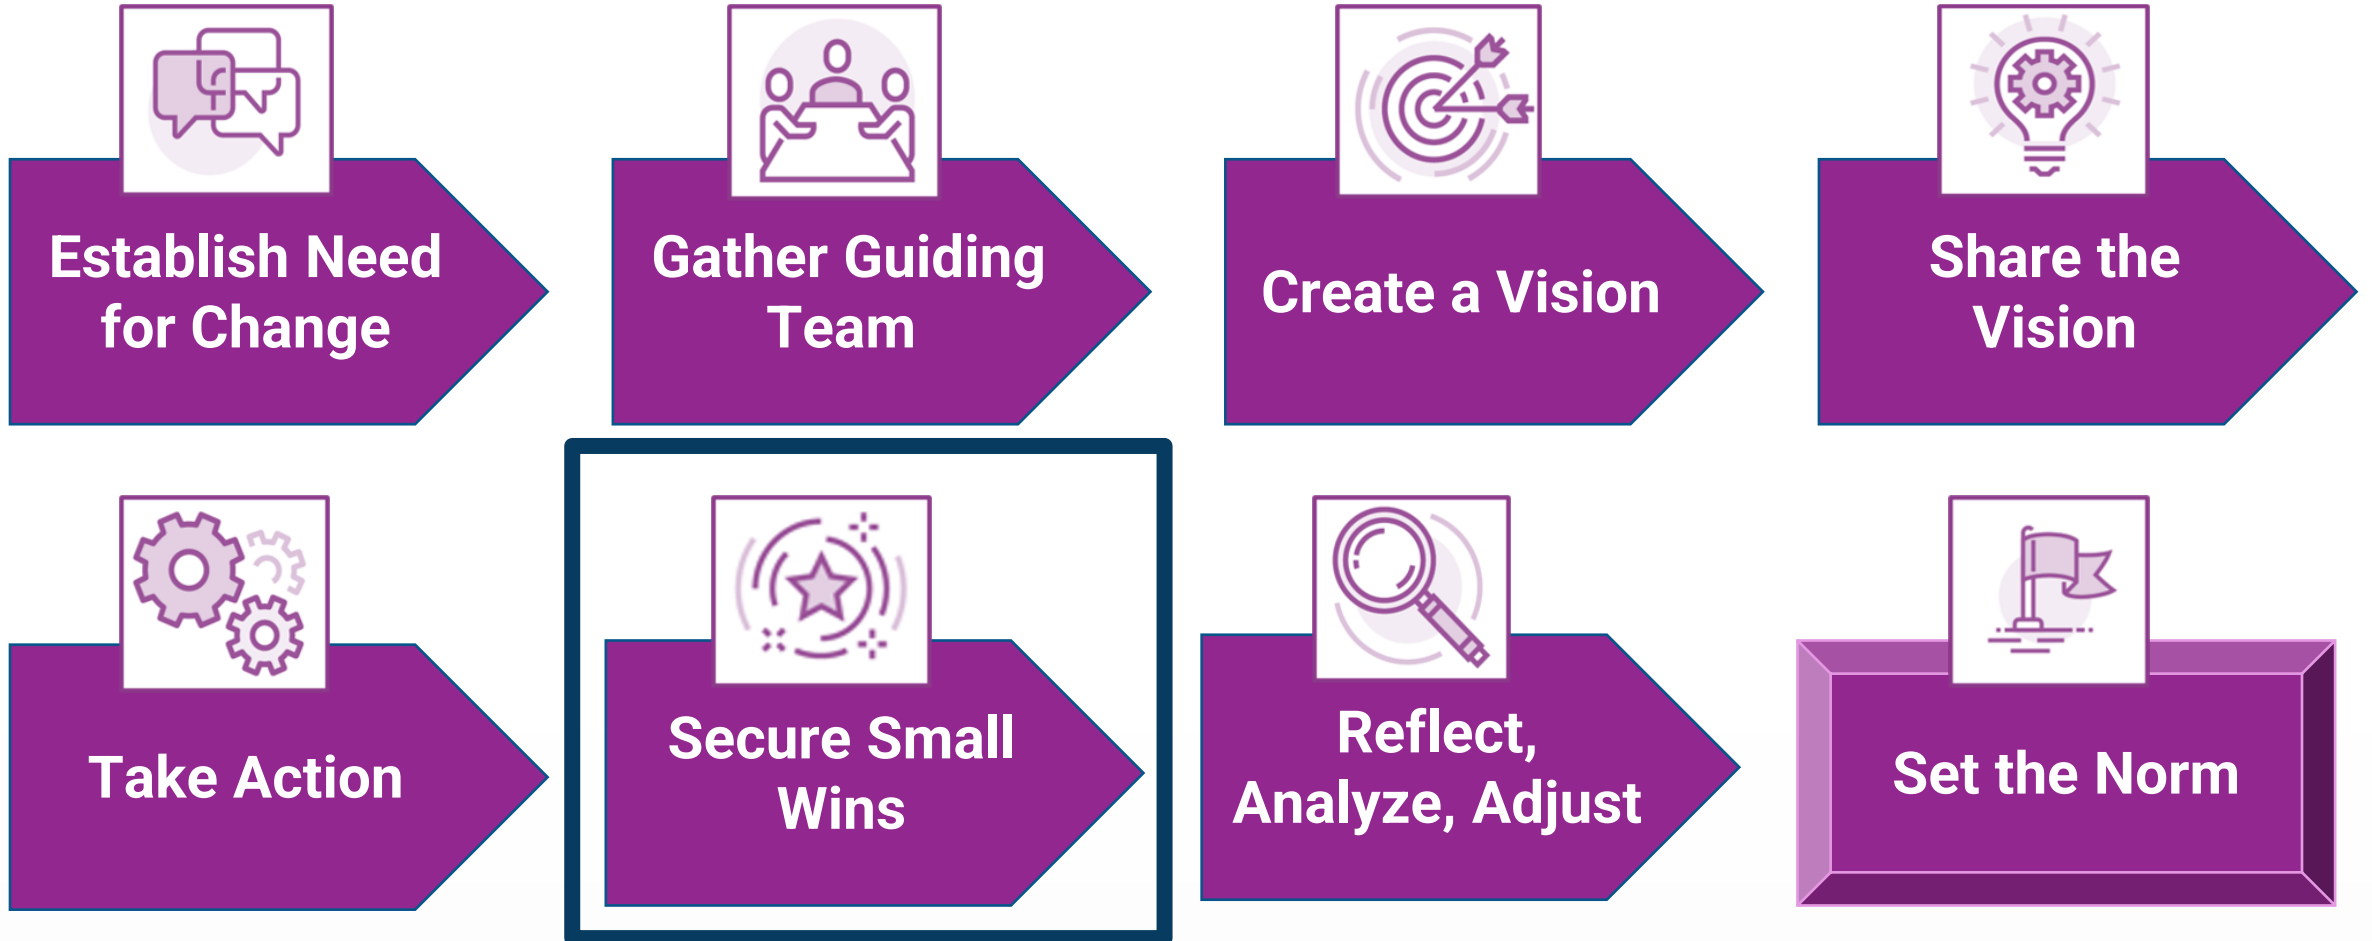 Establish Need
for Change
Gather Guiding
Team
Create a Vision
Share the
Vision
Take Action
Secure Small
Wins
Reflect,
Analyze, Adjust
Set the Norm